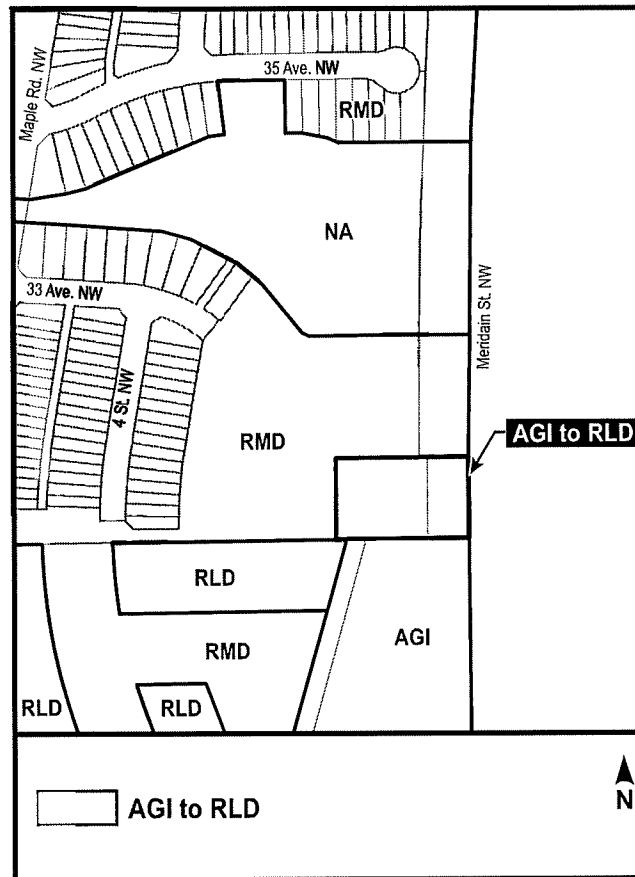 35 Ave. NW
Maple Rd. NW
RMD
NA
33 Ave. NW
Meridain St. NW
4 St. NW
RMD
AGI to RLD
RLD
AGI
RMD
RLD
RLD
AGI to RLD
N